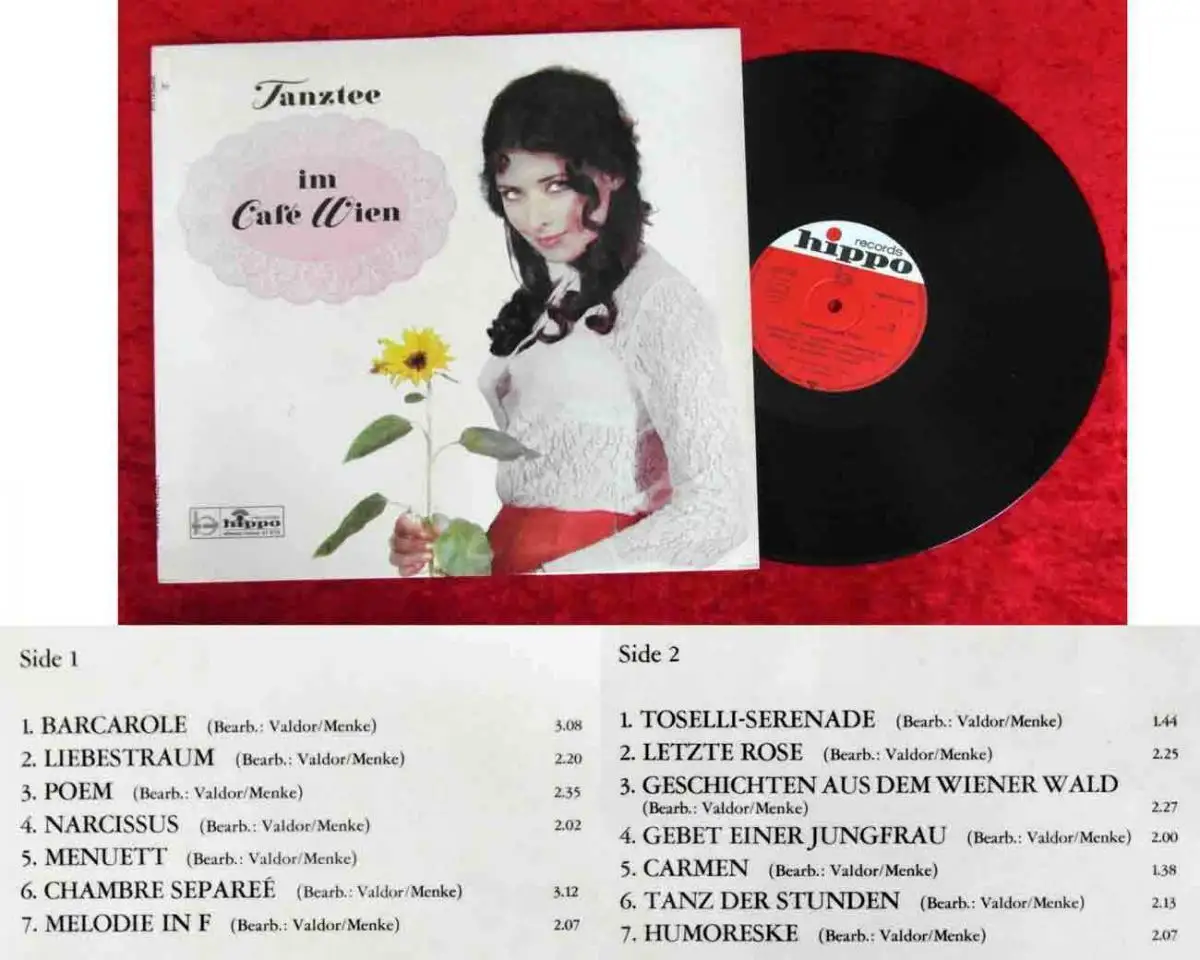 Tanztee
im
Café Wien
hippo
records
hippo
Side 1
1. BARCAROLE (Bearb.: Valdor/Menke) 3.08
2. LIEBESTRAUM (Bearb.: Valdor/Menke) 2.20
3. POEM (Bearb.: Valdor/Menke) 2.35
4. NARCISSUS (Bearb.: Valdor/Menke) 2.02
5. MENUETT (Bearb.: Valdor/Menke)
6. CHAMBRE SEPAREÉ (Bearb.: Valdor/Menke) 3.12
7. MELODIE IN F (Bearb.: Valdor/Menke) 2.07
Side 2
1. TOSELLI-SERENADE (Bearb.: Valdor/Menke) 1.44
2. LETZTE ROSE (Bearb.: Valdor/Menke) 2.25
3. GESCHICHTEN AUS DEM WIENER WALD
(Bearb.: Valdor/Menke) 2.27
4. GEBET EINER JUNGFRAU (Bearb.: Valdor/Menke) 2.00
5. CARMEN (Bearb.: Valdor/Menke) 1.38
6. TANZ DER STUNDEN (Bearb.: Valdor/Menke) 2.13
7. HUMORESKE (Bearb.: Valdor/Menke) 2.07